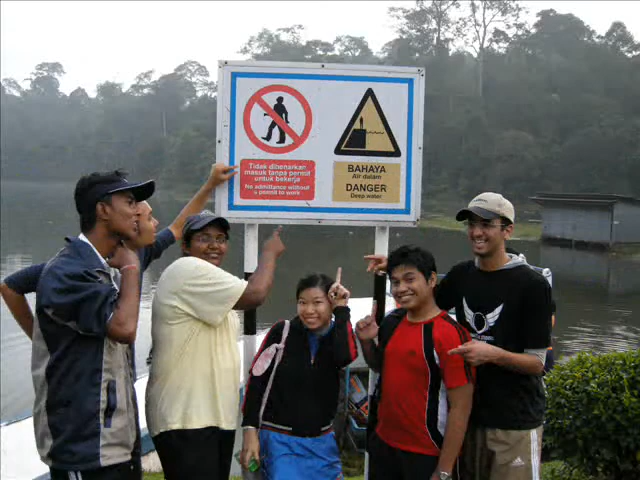 Tidak dibenarkan
masuk tanpa permit
untuk bekerja
No admittance without
a permit to work
BAHAYA
Air dalam
DANGER
Deep water